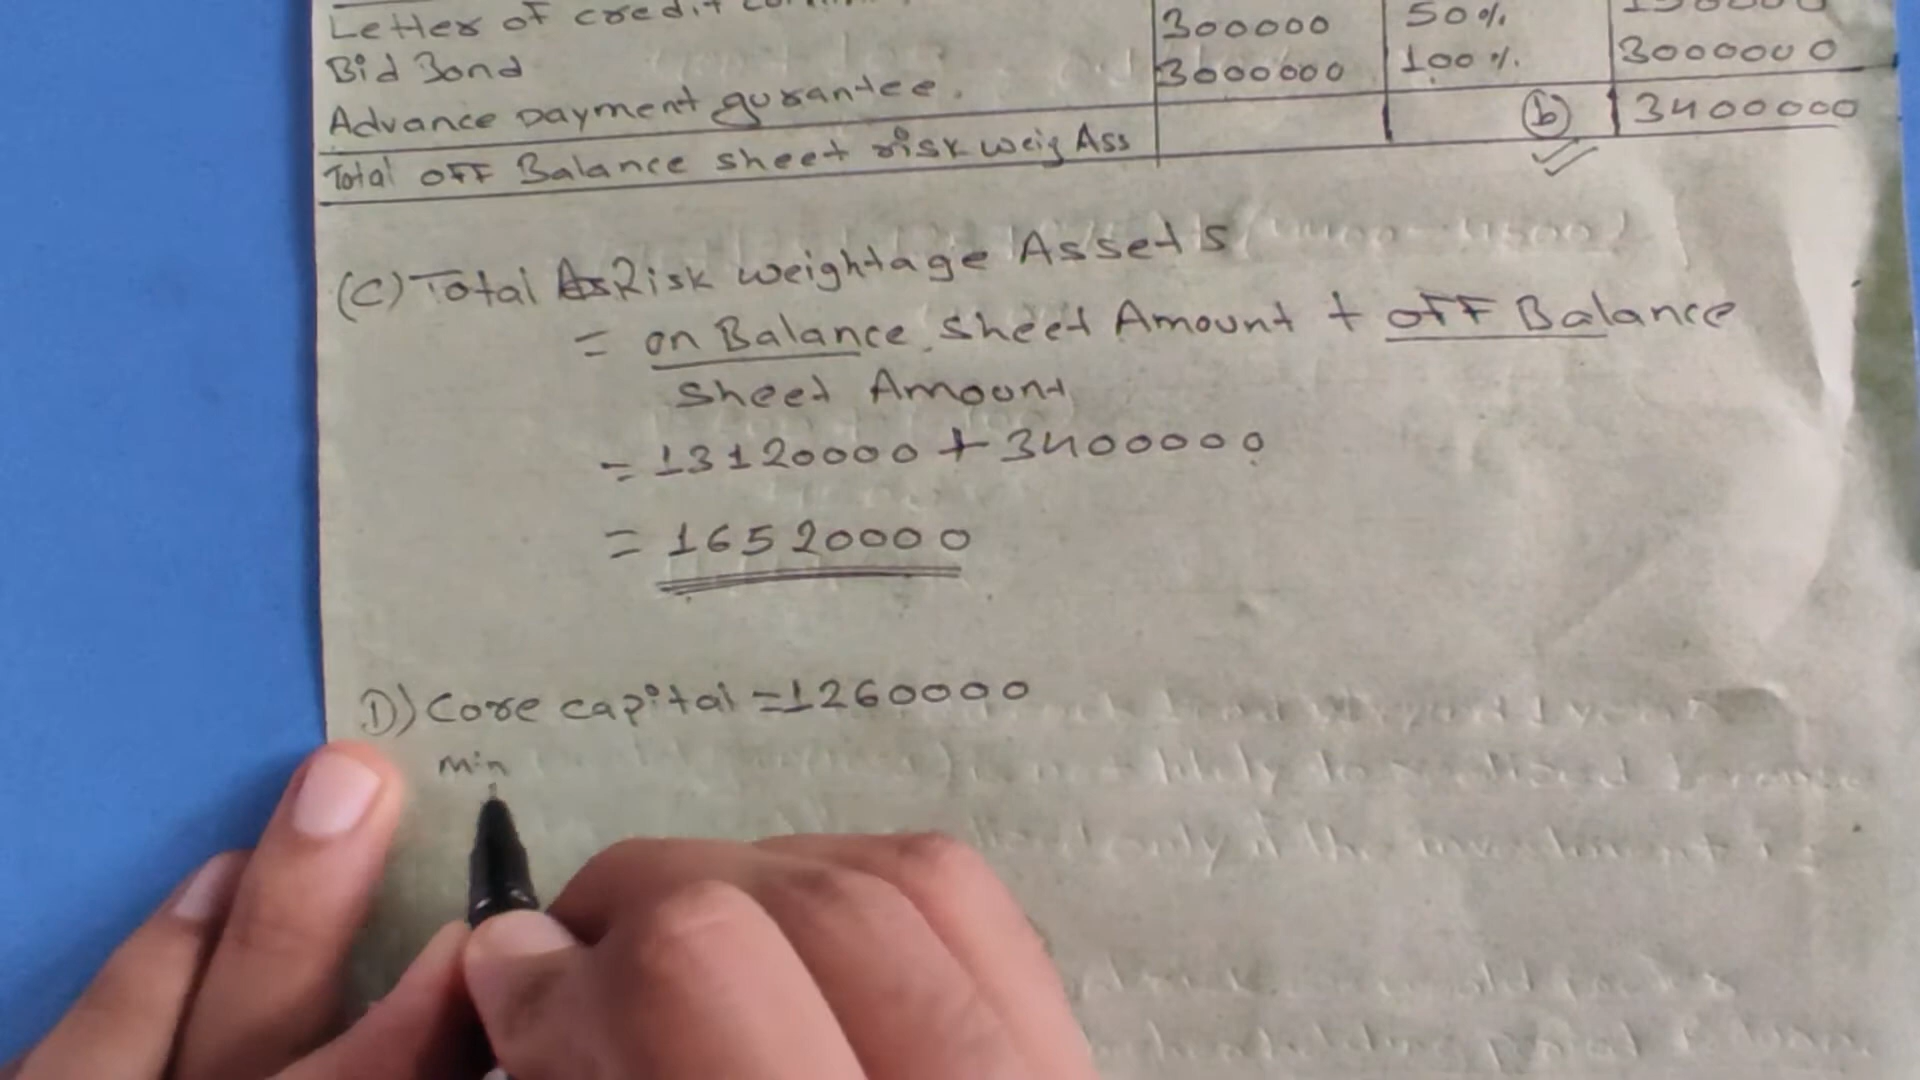 Letter of credit
Bid Bond 300000 50% 150000
Advance payment gurantee. 3000000 100%. 3000000
Total OFF Balance sheet risk weig Ass (b) 3400000
(C) Total Risk weightage Assets
= on Balance sheet Amount + OFF Balance
sheet Amount
= 13120000 + 3400000
= 16520000
D) Core capital = 1260000
Min